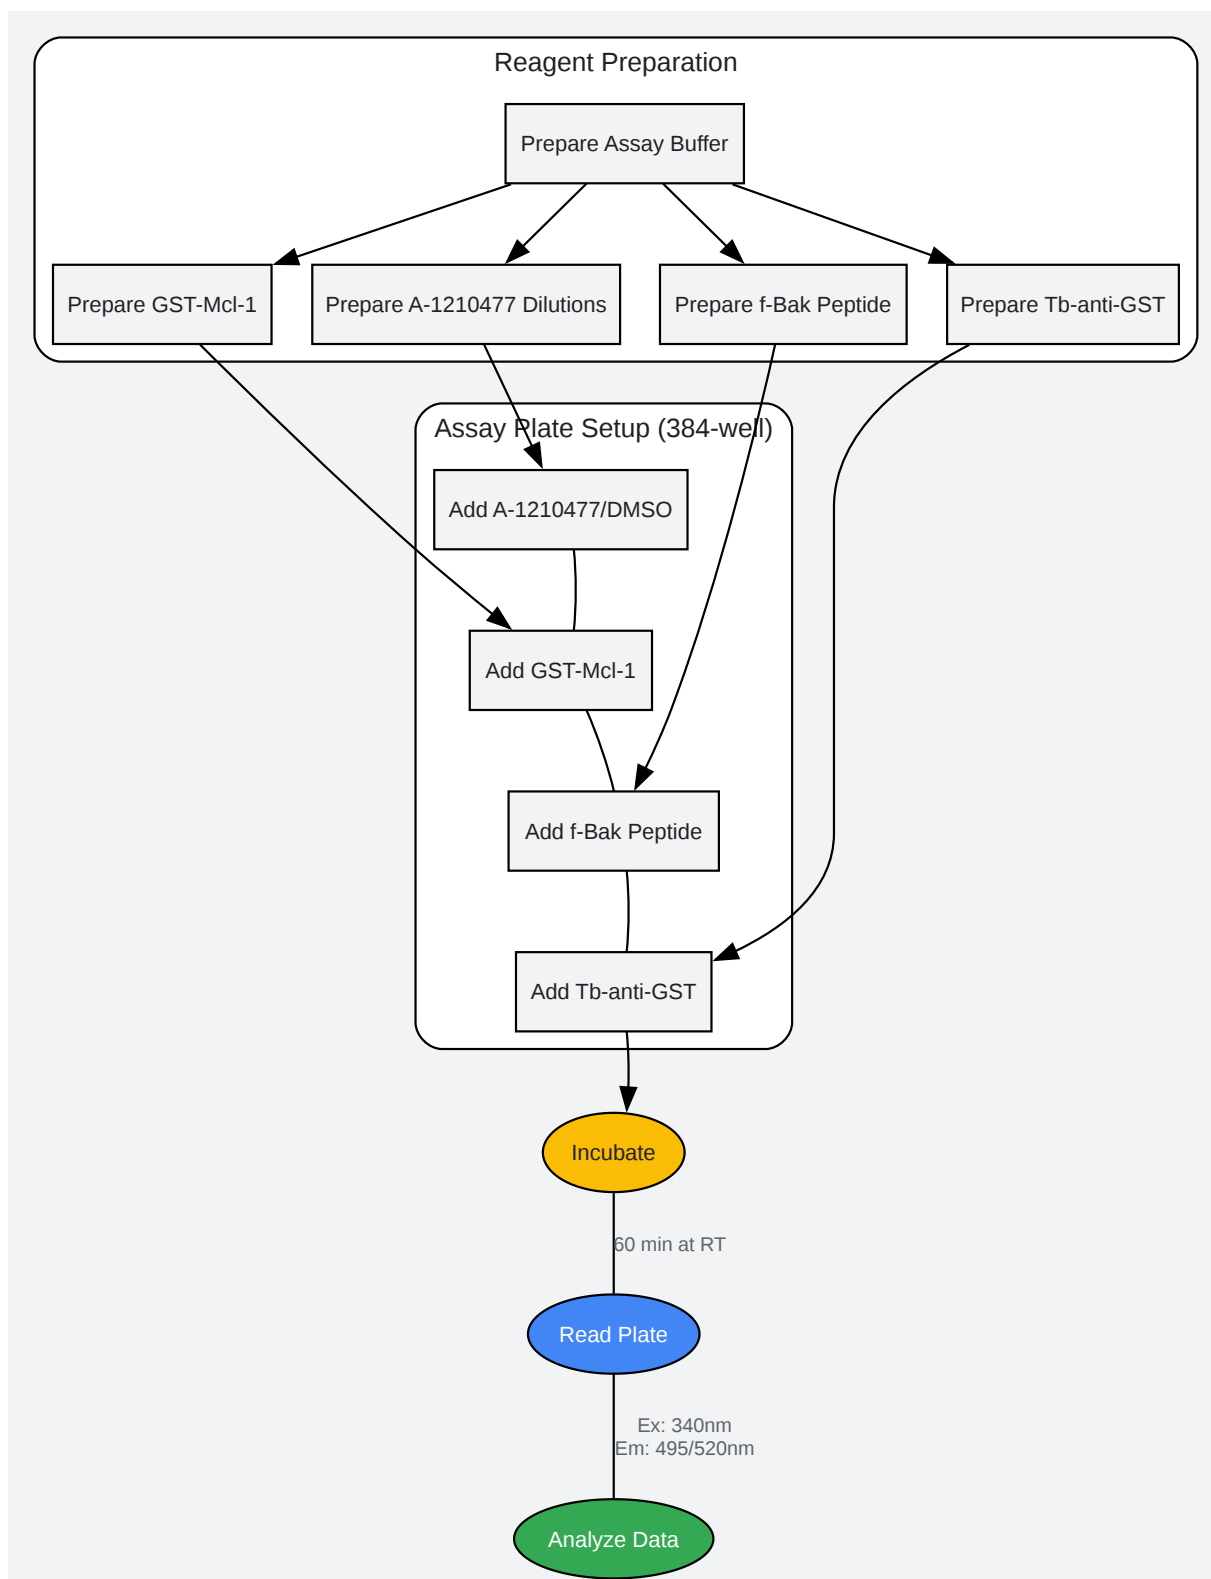 Reagent Preparation
Prepare Assay Buffer
Prepare GST-Mcl-1
Prepare A-1210477 Dilutions
Prepare f-Bak Peptide
Prepare Tb-anti-GST
Assay Plate Setup (384-well)
Add A-1210477/DMSO
Add GST-Mcl-1
Add f-Bak Peptide
Add Tb-anti-GST
Incubate
60 min at RT
Read Plate
Ex: 340nm
Em: 495/520nm
Analyze Data